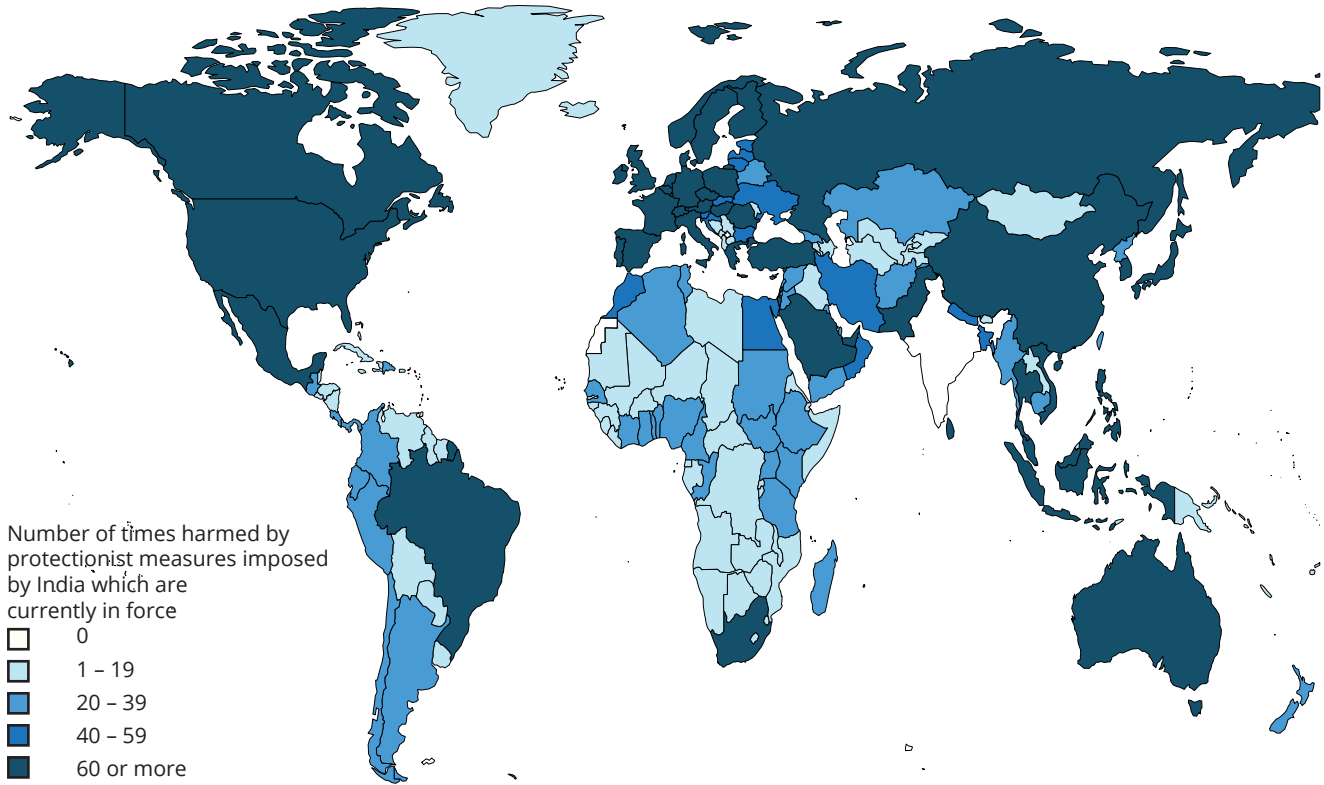 Number of times harmed by
protectionist measures imposed
by India which are
currently in force
0
1 – 19
20 – 39
40 – 59
60 or more